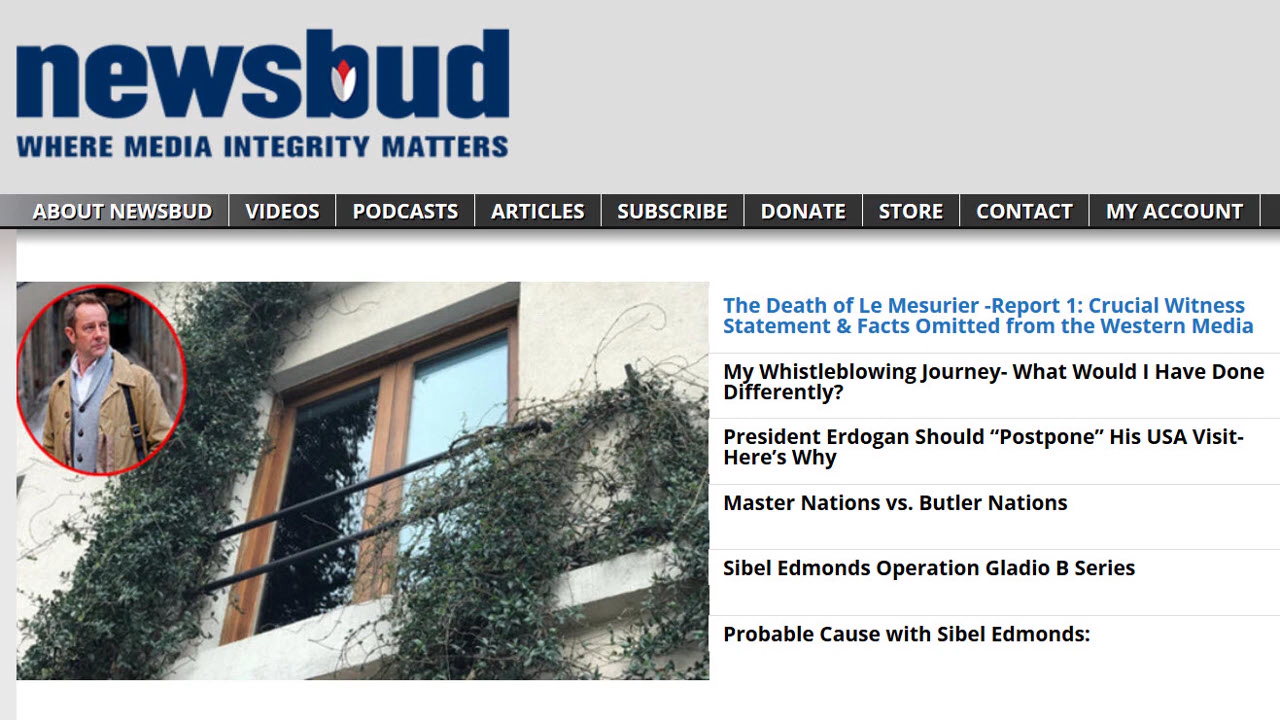 newsbud
WHERE MEDIA INTEGRITY MATTERS
ABOUT NEWSBUD VIDEOS PODCASTS ARTICLES SUBSCRIBE DONATE STORE CONTACT MY ACCOUNT
The Death of Le Mesurier -Report 1: Crucial Witness
Statement & Facts Omitted from the Western Media
My Whistleblowing Journey- What Would I Have Done
Differently?
President Erdogan Should “Postpone” His USA Visit-
Here’s Why
Master Nations vs. Butler Nations
Sibel Edmonds Operation Gladio B Series
Probable Cause with Sibel Edmonds: